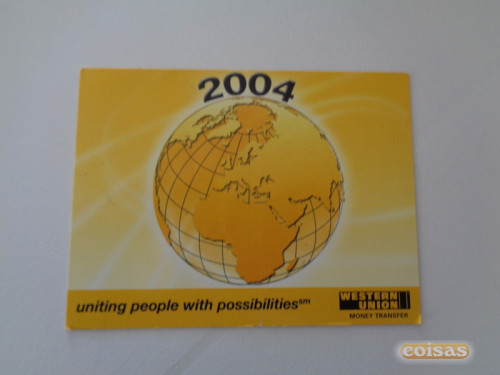 2004
uniting people with possibilitiesSM
WESTERN
UNION
MONEY TRANSFER
coisas